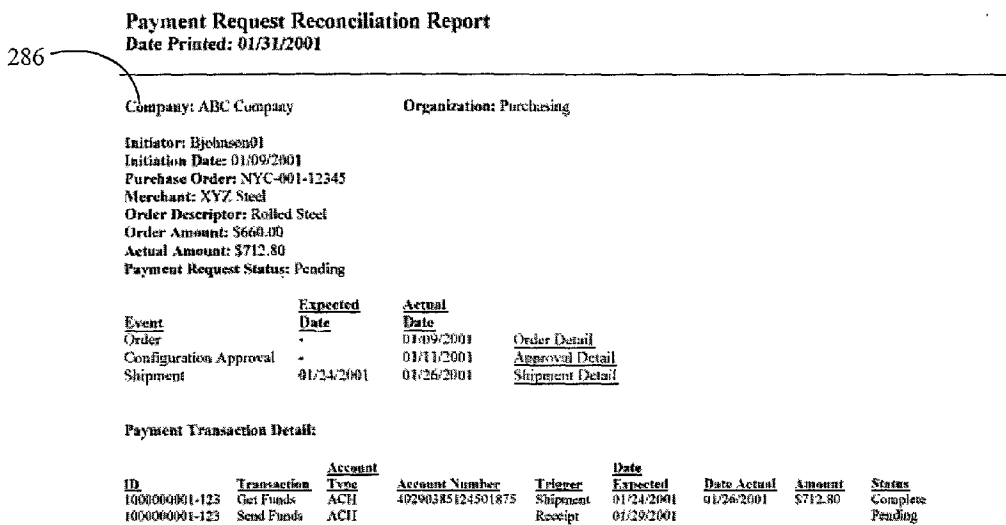 Payment Request Reconciliation Report
Date Printed: 01/31/2001
286
Company: ABC Company Organization: Purchasing
Initiator: Bjohnson01
Initiation Date: 01/09/2001
Purchase Order: NYC-001-12345
Merchant: XYZ Steel
Order Descriptor: Rolled Steel
Order Amount: $660.00
Actual Amount: $712.80
Payment Request Status: Pending
Expected Actual
Event Date Date
Order - 01/09/2001 Order Detail
Configuration Approval - 01/11/2001 Approval Detail
Shipment 01/24/2001 01/26/2001 Shipment Detail
Payment Transaction Detail:
Account Date
ID Transaction Type Account Number Trigger Expected Date Actual Amount Status
1000000001-123 Get Funds ACH 40290385124501875 Shipment 01/24/2001 01/26/2001 $712.80 Complete
1000000001-123 Send Funds ACH Receipt 01/29/2001 Pending